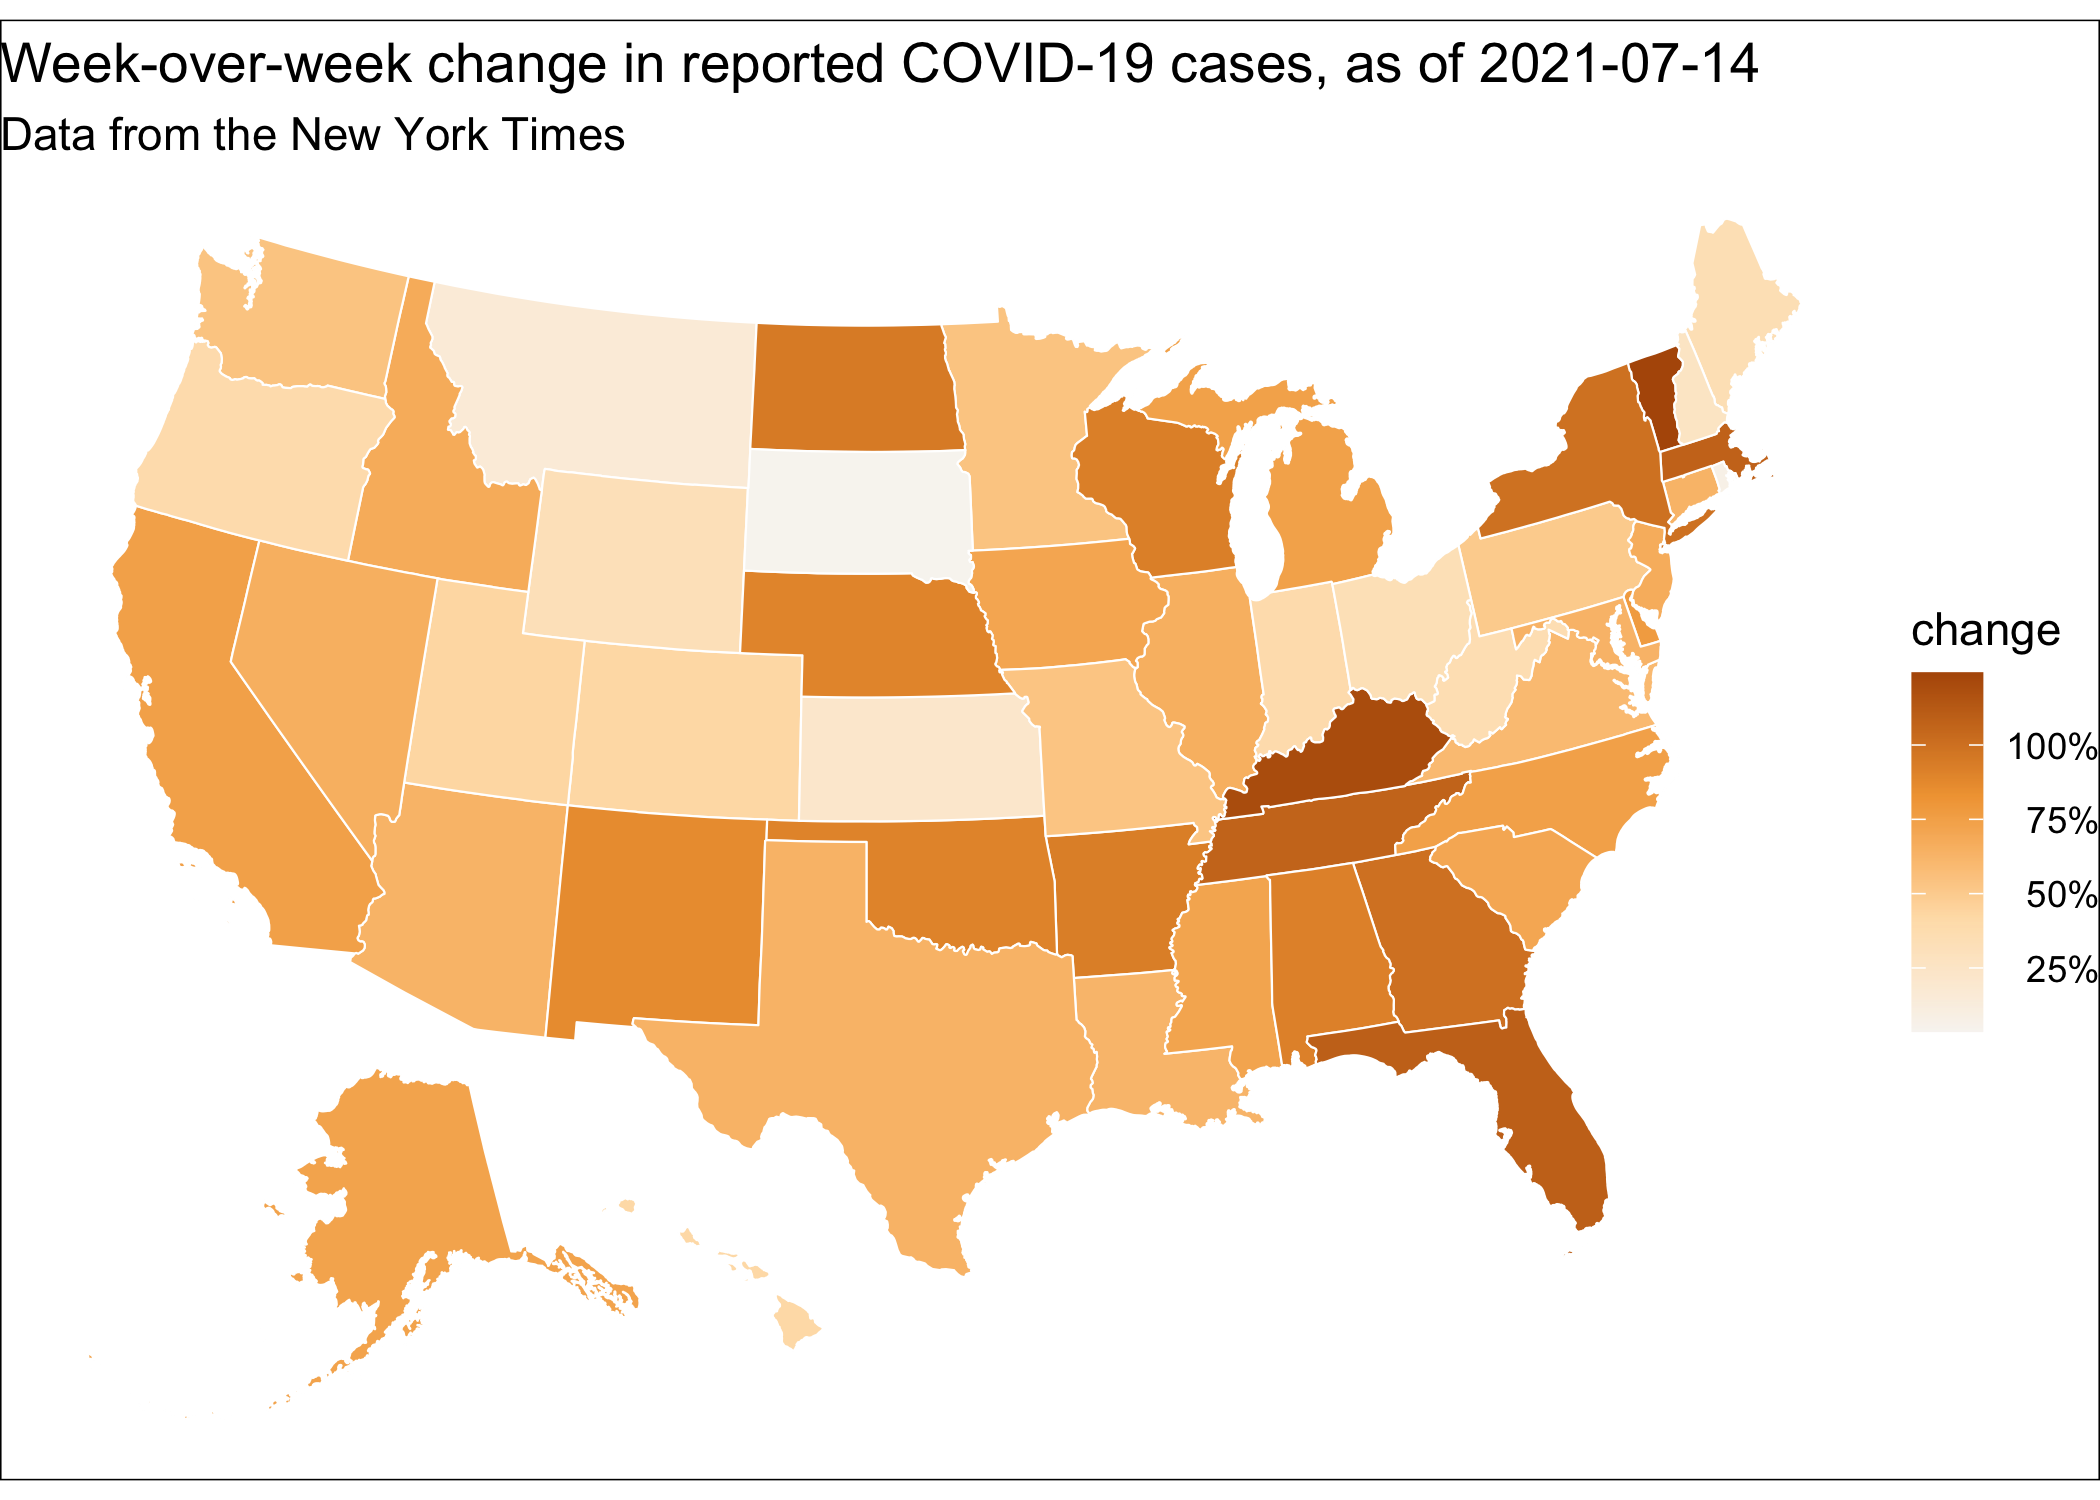 Week-over-week change in reported COVID-19 cases, as of 2021-07-14
Data from the New York Times
change
100%
75%
50%
25%